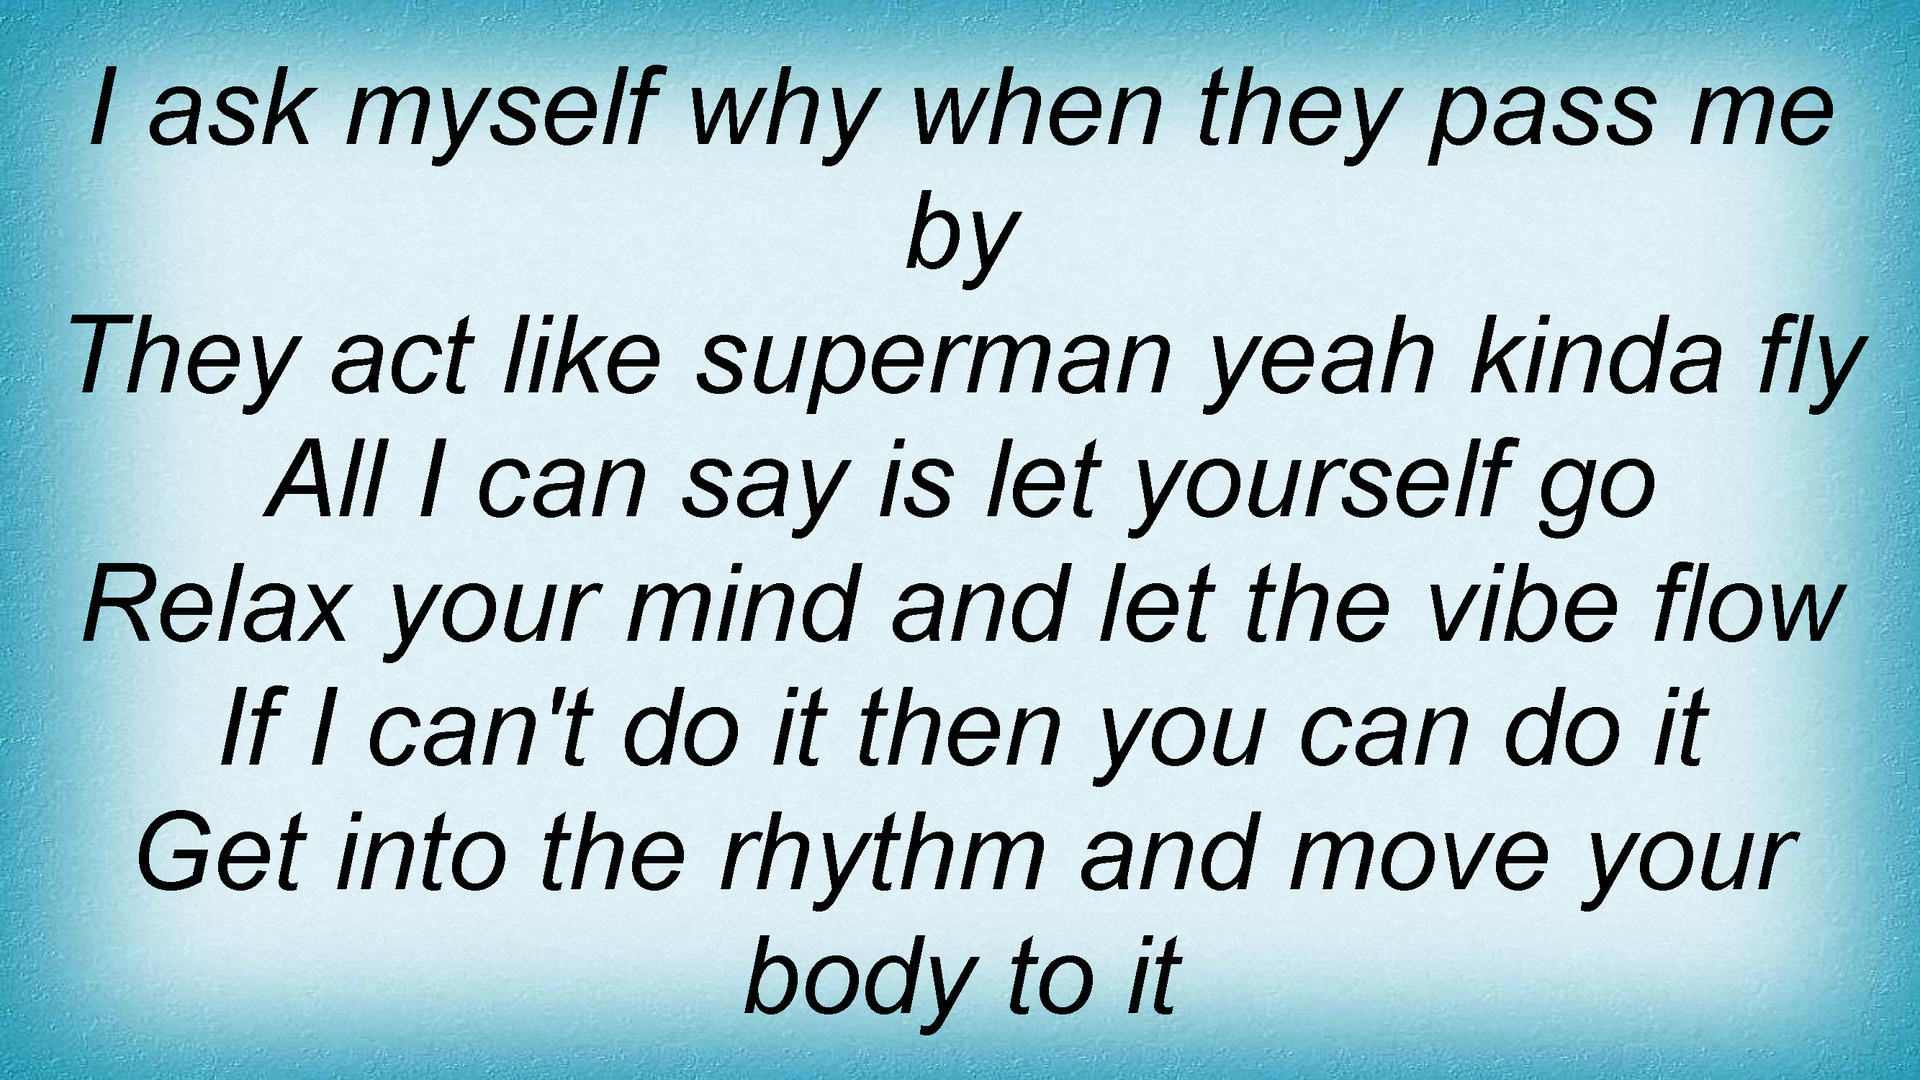 I ask myself why when they pass me
by
They act like superman yeah kinda fly
All I can say is let yourself go
Relax your mind and let the vibe flow
If I can't do it then you can do it
Get into the rhythm and move your
body to it